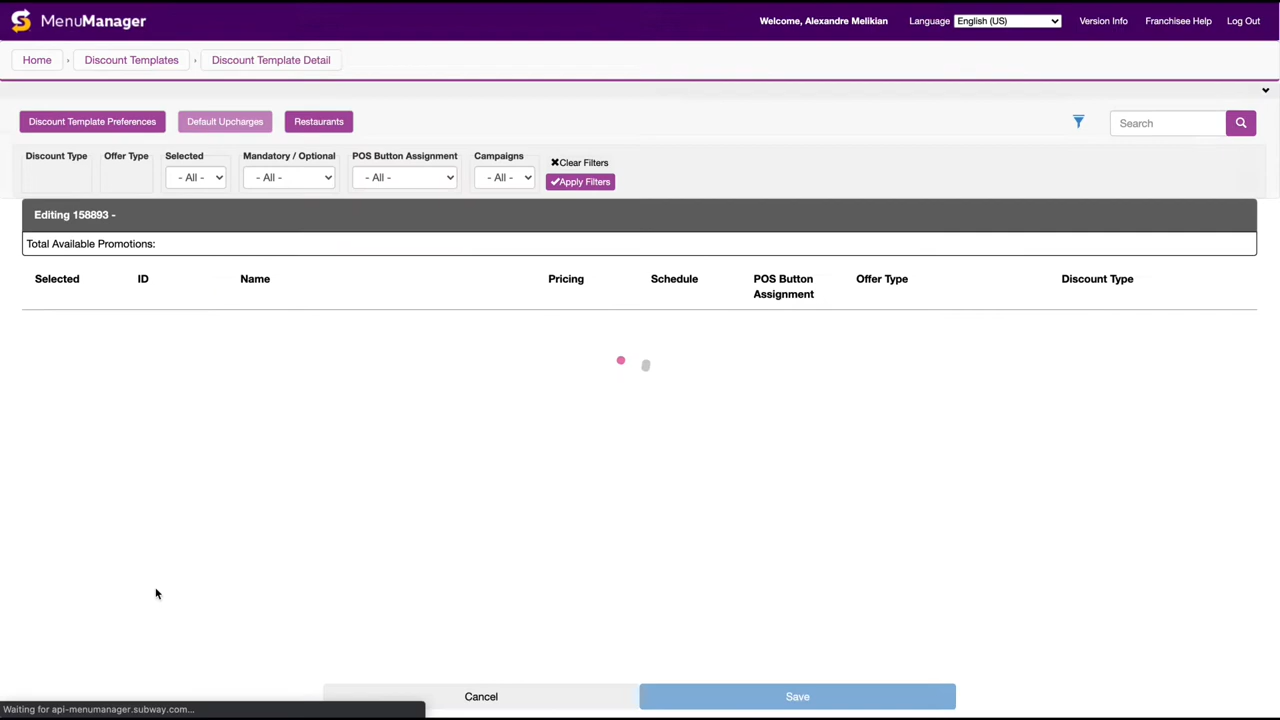 MenuManager
Welcome, Alexandre Melikian
Language
English (US)
Version Info
Franchisee Help
Log Out
Home
Discount Templates
Discount Template Detail
Discount Template Preferences
Default Upcharges
Restaurants
Search
Discount Type
Offer Type
Selected
Mandatory / Optional
POS Button Assignment
Campaigns
- All -
- All -
- All -
- All -
Clear Filters
Apply Filters
Editing 158893 -
Total Available Promotions:
Selected
ID
Name
Pricing
Schedule
POS Button
Assignment
Offer Type
Discount Type
Cancel
Save
Waiting for api-menumanager.subway.com...